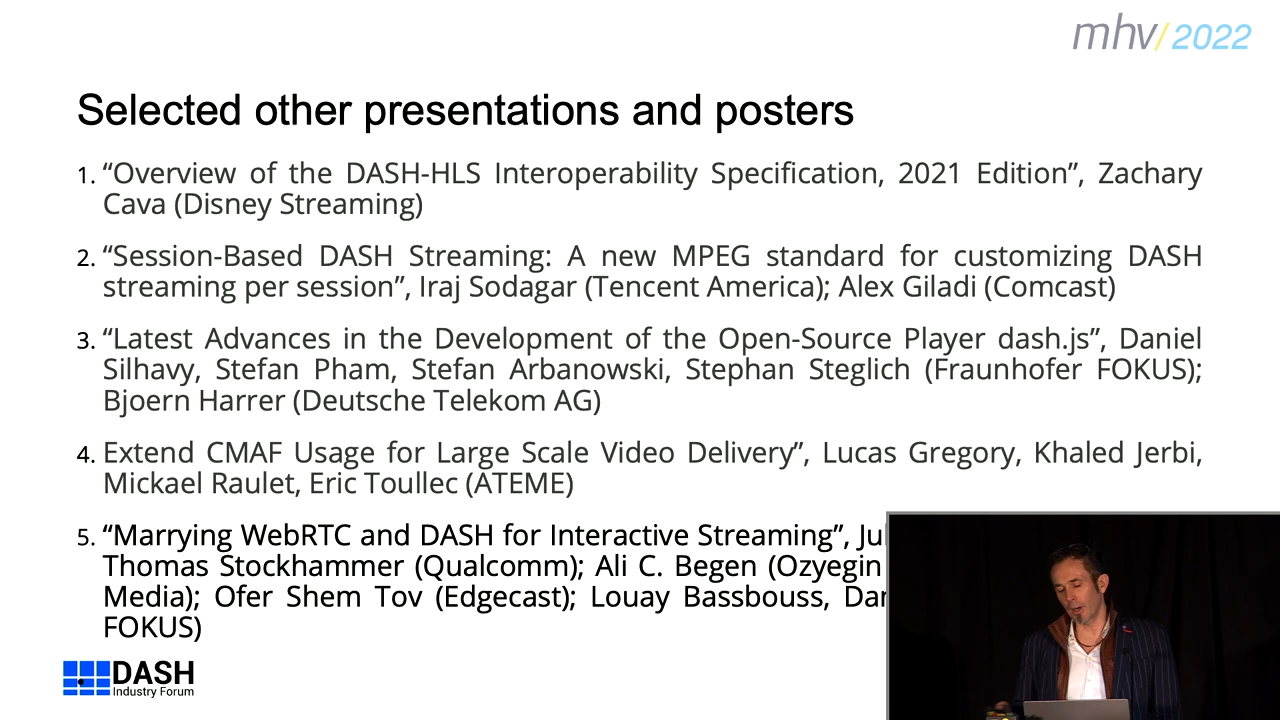 mhv/2022
Selected other presentations and posters
1. “Overview of the DASH-HLS Interoperability Specification, 2021 Edition”, Zachary
Cava (Disney Streaming)
2. “Session-Based DASH Streaming: A new MPEG standard for customizing DASH
streaming per session”, Iraj Sodagar (Tencent America); Alex Giladi (Comcast)
3. “Latest Advances in the Development of the Open-Source Player dash.js”, Daniel
Silhavy, Stefan Pham, Stefan Arbanowski, Stephan Steglich (Fraunhofer FOKUS);
Bjoern Harrer (Deutsche Telekom AG)
4. Extend CMAF Usage for Large Scale Video Delivery”, Lucas Gregory, Khaled Jerbi,
Mickael Raulet, Eric Toullec (ATEME)
5. “Marrying WebRTC and DASH for Interactive Streaming”,
Thomas Stockhammer (Qualcomm); Ali C. Begen (Ozyegin
Media); Ofer Shem Tov (Edgecast); Louay Bassbouss,
FOKUS)
DASH
Industry Forum